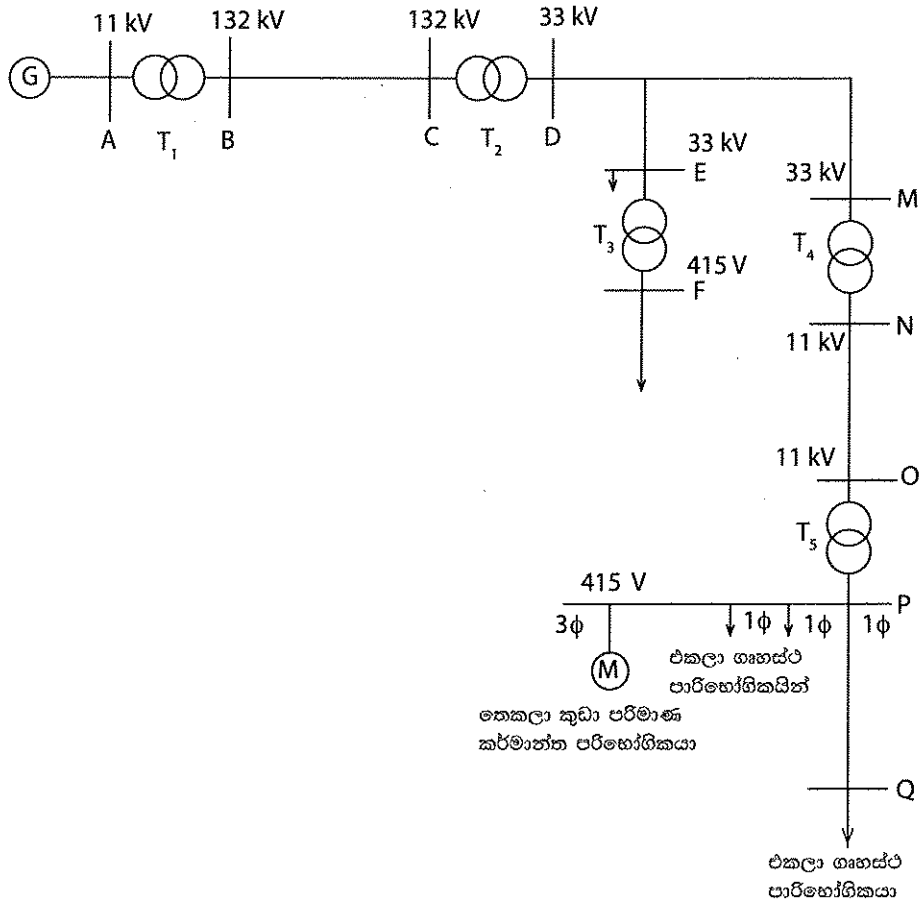 11 kV
132 kV
132 kV
33 kV
G
A
T₁
B
C
T₂
D
33 kV
E
T₃
415 V
F
33 kV
M
T₄
N
11 kV
11 kV
O
T₅
415 V
P
3ϕ
1ϕ
1ϕ
1ϕ
M
එකලා ගෘහස්ථ
පාරිභෝගිකයින්
තෙකලා කුඩා පරිමාණ
කර්මාන්ත පරිභෝගිකයා
Q
එකලා ගෘහස්ථ
පාරිභෝගිකයා